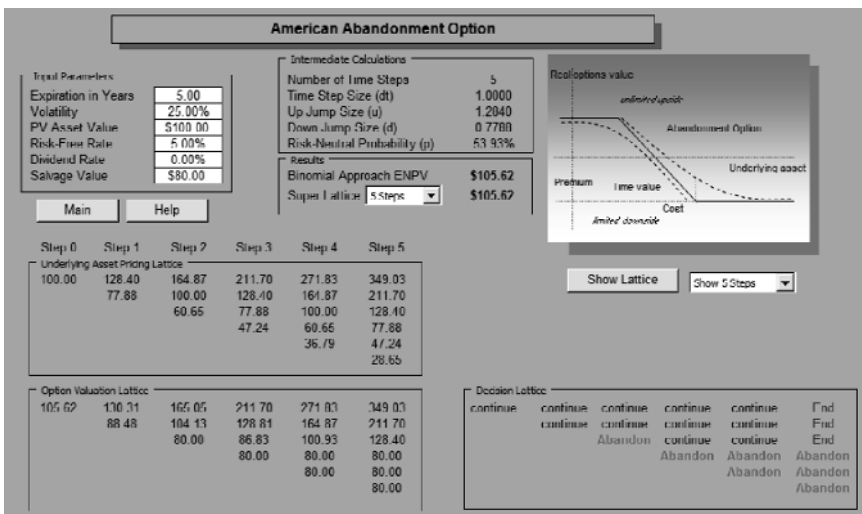 American Abandonment Option
Input Parameters
Expiration in Years 5.00
Volatility 25.00%
PV Asset Value $100.00
Risk-Free Rate 5.00%
Dividend Rate 0.00%
Salvage Value $80.00
Main Help
Intermediate Calculations
Number of Time Steps 5
Time Step Size (dt) 1.0000
Up Jump Size (u) 1.2840
Down Jump Size (d) 0.7788
Risk-Neutral Probability (p) 53.93%
Results
Binomial Approach ENPV $105.62
Super Lattice 5 Steps $105.62
Real options value
unlimited upside
Abandonment Option
Underlying asset
Premium
Time value
Cost
limited downside
Show Lattice Show 5 Steps
Step 0 Step 1 Step 2 Step 3 Step 4 Step 5
Underlying Asset Pricing Lattice
100.00 128.40 164.87 211.70 271.83 349.03
77.88 100.00 128.40 164.87 211.70
60.65 77.88 100.00 128.40
47.24 60.65 77.88
36.79 47.24
28.65
Option Valuation Lattice
105.62 130.31 165.05 211.70 271.83 349.03
88.48 104.13 128.81 164.87 211.70
80.00 86.83 100.93 128.40
80.00 80.00 80.00
80.00 80.00
80.00
Decision Lattice
continue continue continue continue continue End
continue continue continue continue End
Abandon continue continue End
Abandon Abandon Abandon
Abandon Abandon
Abandon